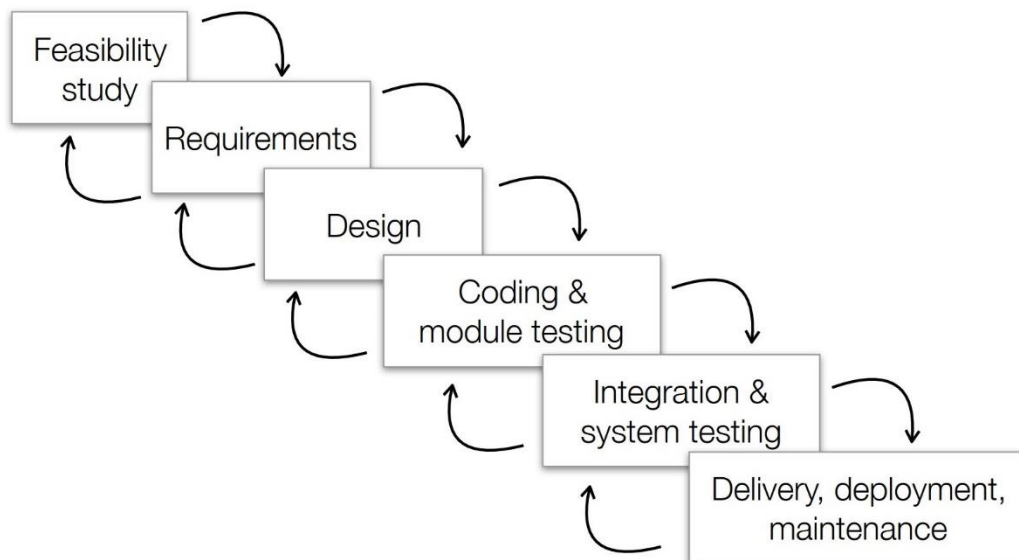 Feasibility
study
Requirements
Design
Coding &
module testing
Integration &
system testing
Delivery, deployment,
maintenance